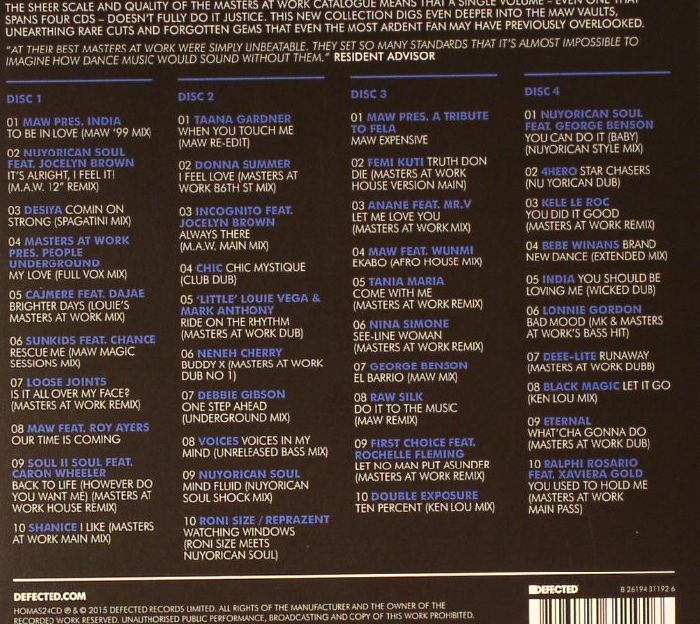 THE SHEER SCALE AND QUALITY OF THE MASTERS AT WORK CATALOGUE MEANS THAT A SINGLE VOLUME – EVEN ONE THAT
SPANS FOUR CDS – DOESN'T FULLY DO IT JUSTICE. THIS NEW COLLECTION DIGS EVEN DEEPER INTO THE MAW VAULTS,
UNEARTHING RARE CUTS AND FORGOTTEN GEMS THAT EVEN THE MOST ARDENT FAN MAY HAVE PREVIOUSLY OVERLOOKED.
"AT THEIR BEST MASTERS AT WORK WERE SIMPLY UNBEATABLE. THEY SET SO MANY STANDARDS THAT IT'S ALMOST IMPOSSIBLE TO
IMAGINE HOW DANCE MUSIC WOULD SOUND WITHOUT THEM." RESIDENT ADVISOR
DISC 1
01 MAW PRES. INDIA
TO BE IN LOVE (MAW '99 MIX)
02 NUYORICAN SOUL
FEAT. JOCELYN BROWN
IT'S ALRIGHT, I FEEL IT!
(M.A.W. 12" REMIX)
03 DESIYA COMIN ON
STRONG (SPAGATINI MIX)
04 MASTERS AT WORK
PRES. PEOPLE
UNDERGROUND
MY LOVE (FULL VOX MIX)
05 CAJMERE FEAT. DAJAE
BRIGHTER DAYS (LOUIE'S
MASTERS AT WORK MIX)
06 SUNKIDS FEAT. CHANCE
RESCUE ME (MAW MAGIC
SESSIONS MIX)
07 LOOSE JOINTS
IS IT ALL OVER MY FACE?
(MASTERS AT WORK REMIX)
08 MAW FEAT. ROY AYERS
OUR TIME IS COMING
09 SOUL II SOUL FEAT.
CARON WHEELER
BACK TO LIFE (HOWEVER DO
YOU WANT ME) (MASTERS AT
WORK HOUSE REMIX)
10 SHANICE I LIKE (MASTERS
AT WORK MAIN MIX)
DISC 2
01 TAANA GARDNER
WHEN YOU TOUCH ME
(MAW RE-EDIT)
02 DONNA SUMMER
I FEEL LOVE (MASTERS AT
WORK 86TH ST MIX)
03 INCOGNITO FEAT.
JOCELYN BROWN
ALWAYS THERE
(M.A.W. MAIN MIX)
04 CHIC CHIC MYSTIQUE
(CLUB DUB)
05 'LITTLE' LOUIE VEGA &
MARK ANTHONY
RIDE ON THE RHYTHM
(MASTERS AT WORK DUB)
06 NENEH CHERRY
BUDDY X (MASTERS AT WORK
DUB NO 1)
07 DEBBIE GIBSON
ONE STEP AHEAD
(UNDERGROUND MIX)
08 VOICES VOICES IN MY
MIND (UNRELEASED BASS MIX)
09 NUYORICAN SOUL
MIND FLUID (NUYORICAN
SOUL SHOCK MIX)
10 RONI SIZE / REPRAZENT
WATCHING WINDOWS
(RONI SIZE MEETS
NUYORICAN SOUL)
DISC 3
01 MAW PRES. A TRIBUTE
TO FELA
MAW EXPENSIVE
02 FEMI KUTI TRUTH DON
DIE (MASTERS AT WORK
HOUSE VERSION MAIN)
03 ANANE FEAT. MR.V
LET ME LOVE YOU
(MASTERS AT WORK MIX)
04 MAW FEAT. WUNMI
EKABO (AFRO HOUSE MIX)
05 TANIA MARIA
COME WITH ME
(MASTERS AT WORK REMIX)
06 NINA SIMONE
SEE-LINE WOMAN
(MASTERS AT WORK REMIX)
07 GEORGE BENSON
EL BARRIO (MAW MIX)
08 RAW SILK
DO IT TO THE MUSIC
(MAW REMIX)
09 FIRST CHOICE FEAT.
ROCHELLE FLEMING
LET NO MAN PUT ASUNDER
(MASTERS AT WORK REMIX)
10 DOUBLE EXPOSURE
TEN PERCENT (KEN LOU MIX)
DISC 4
01 NUYORICAN SOUL
FEAT. GEORGE BENSON
YOU CAN DO IT (BABY)
(NUYORICAN STYLE MIX)
02 4HERO STAR CHASERS
(NU YORICAN DUB)
03 KELE LE ROC
YOU DID IT GOOD
(MASTERS AT WORK REMIX)
04 BEBE WINANS BRAND
NEW DANCE (EXTENDED MIX)
05 INDIA YOU SHOULD BE
LOVING ME (WICKED DUB)
06 LONNIE GORDON
BAD MOOD (MK & MASTERS
AT WORK'S BASS HIT)
07 DEEE-LITE RUNAWAY
(MASTERS AT WORK DUBB)
08 BLACK MAGIC LET IT GO
(KEN LOU MIX)
09 ETERNAL
WHAT'CHA GONNA DO
(MASTERS AT WORK DUB)
10 RALPHI ROSARIO
FEAT. XAVIERA GOLD
YOU USED TO HOLD ME
(MASTERS AT WORK
MAIN PASS)
DEFECTED.COM
HOMAS24CD ℗ & © 2015 DEFECTED RECORDS LIMITED. ALL RIGHTS OF THE MANUFACTURER AND THE OWNER OF THE
RECORDED WORK RESERVED. UNAUTHORISED PUBLIC PERFORMANCE, BROADCASTING AND COPY OF THIS WORK PROHIBITED.
DEFECTED
8 26194 31192 6